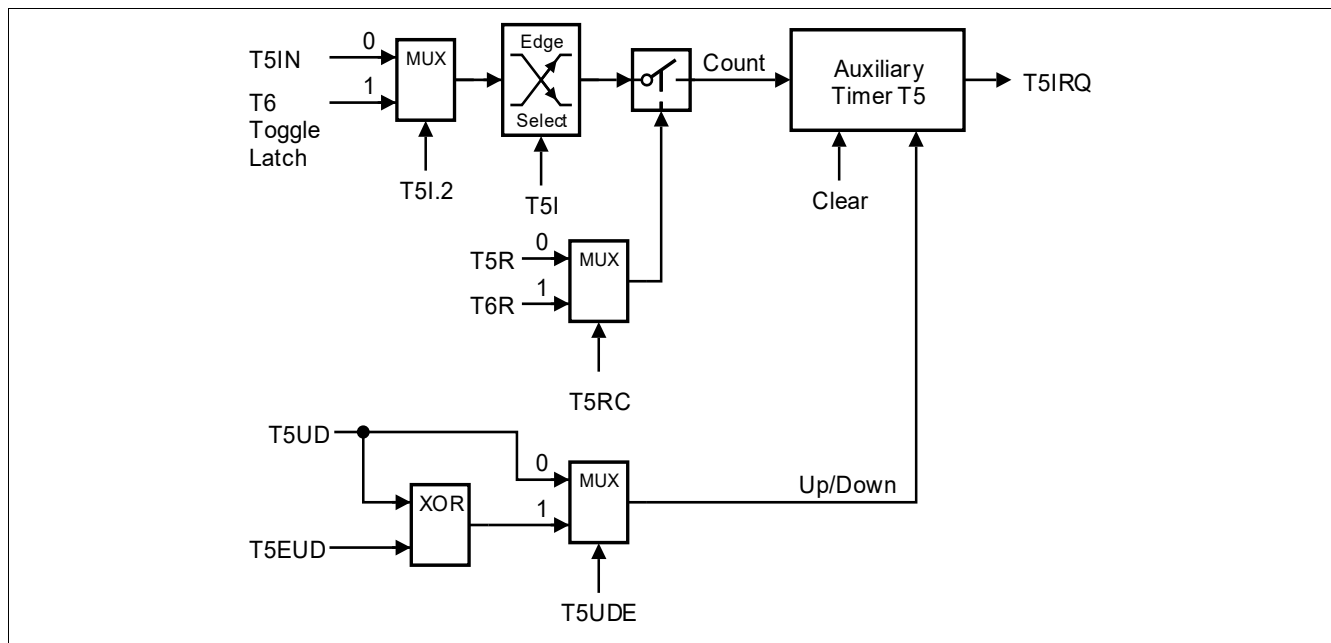 0
T5IN
MUX
Edge
Count
Auxiliary
Timer T5
T5IRQ
1
T6
Toggle
Latch
Select
T5I.2
T5I
Clear
0
T5R
MUX
1
T6R
T5RC
T5UD
0
MUX
Up/Down
XOR
1
T5EUD
T5UDE